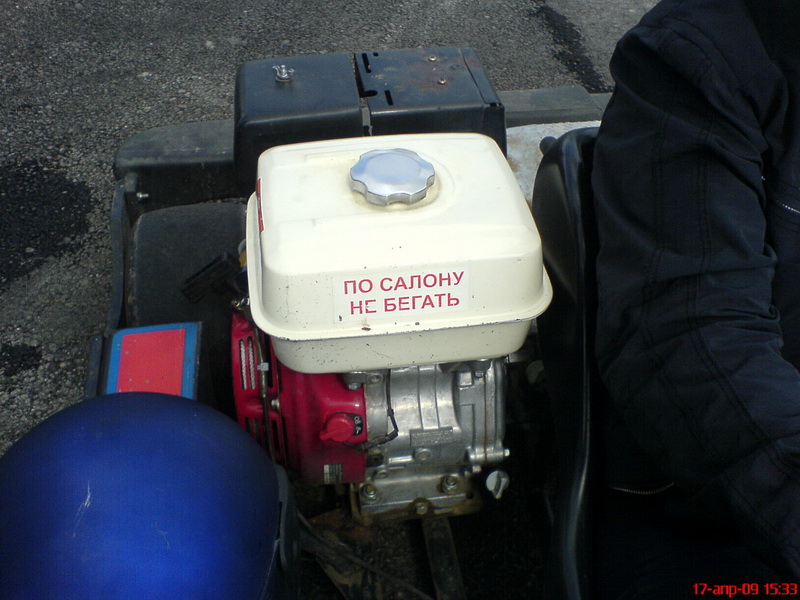 ПО САЛОНУ
НЕ БЕГАТЬ
17-апр-09 15:33